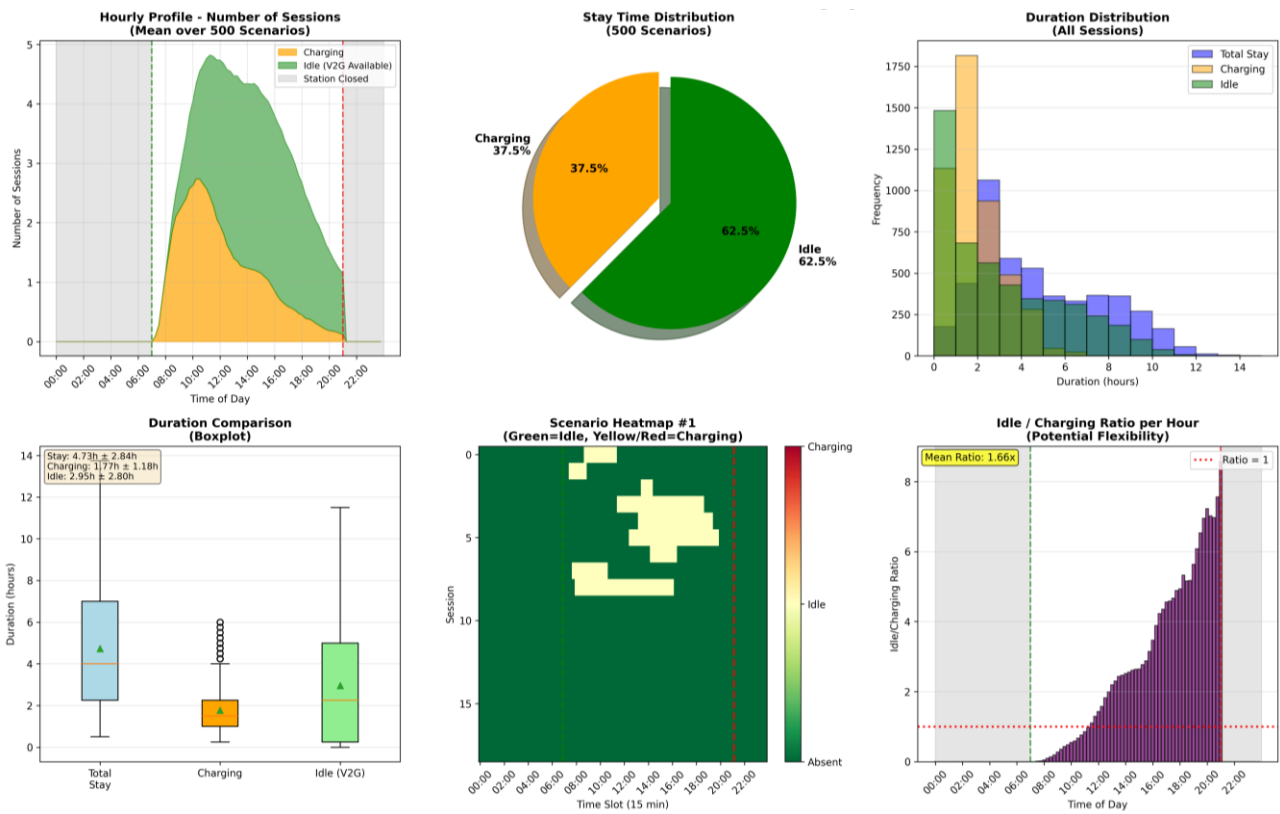 Hourly Profile - Number of Sessions
(Mean over 500 Scenarios)
Number of Sessions
5
4
3
2
1
0
Charging
Idle (V2G Available)
Station Closed
00:00
02:00
04:00
06:00
08:00
10:00
12:00
14:00
16:00
18:00
20:00
22:00
Time of Day
Stay Time Distribution
(500 Scenarios)
Charging
37.5%
37.5%
62.5%
Idle
62.5%
Duration Distribution
(All Sessions)
Frequency
1750
1500
1250
1000
750
500
250
0
Total Stay
Charging
Idle
0
2
4
6
8
10
12
14
Duration (hours)
Duration Comparison
(Boxplot)
Duration (hours)
14
12
10
8
6
4
2
0
Stay: 4.73h ± 2.84h
Charging: 1.77h ± 1.18h
Idle: 2.95h ± 2.80h
Total
Stay
Charging
Idle (V2G)
Scenario Heatmap #1
(Green=Idle, Yellow/Red=Charging)
Session
0
5
10
15
00:00
02:00
04:00
06:00
08:00
10:00
12:00
14:00
16:00
18:00
20:00
22:00
Time Slot (15 min)
Charging
Idle
Absent
Idle / Charging Ratio per Hour
(Potential Flexibility)
Idle/Charging Ratio
8
6
4
2
0
Mean Ratio: 1.66x
Ratio = 1
00:00
02:00
04:00
06:00
08:00
10:00
12:00
14:00
16:00
18:00
20:00
22:00
Time of Day